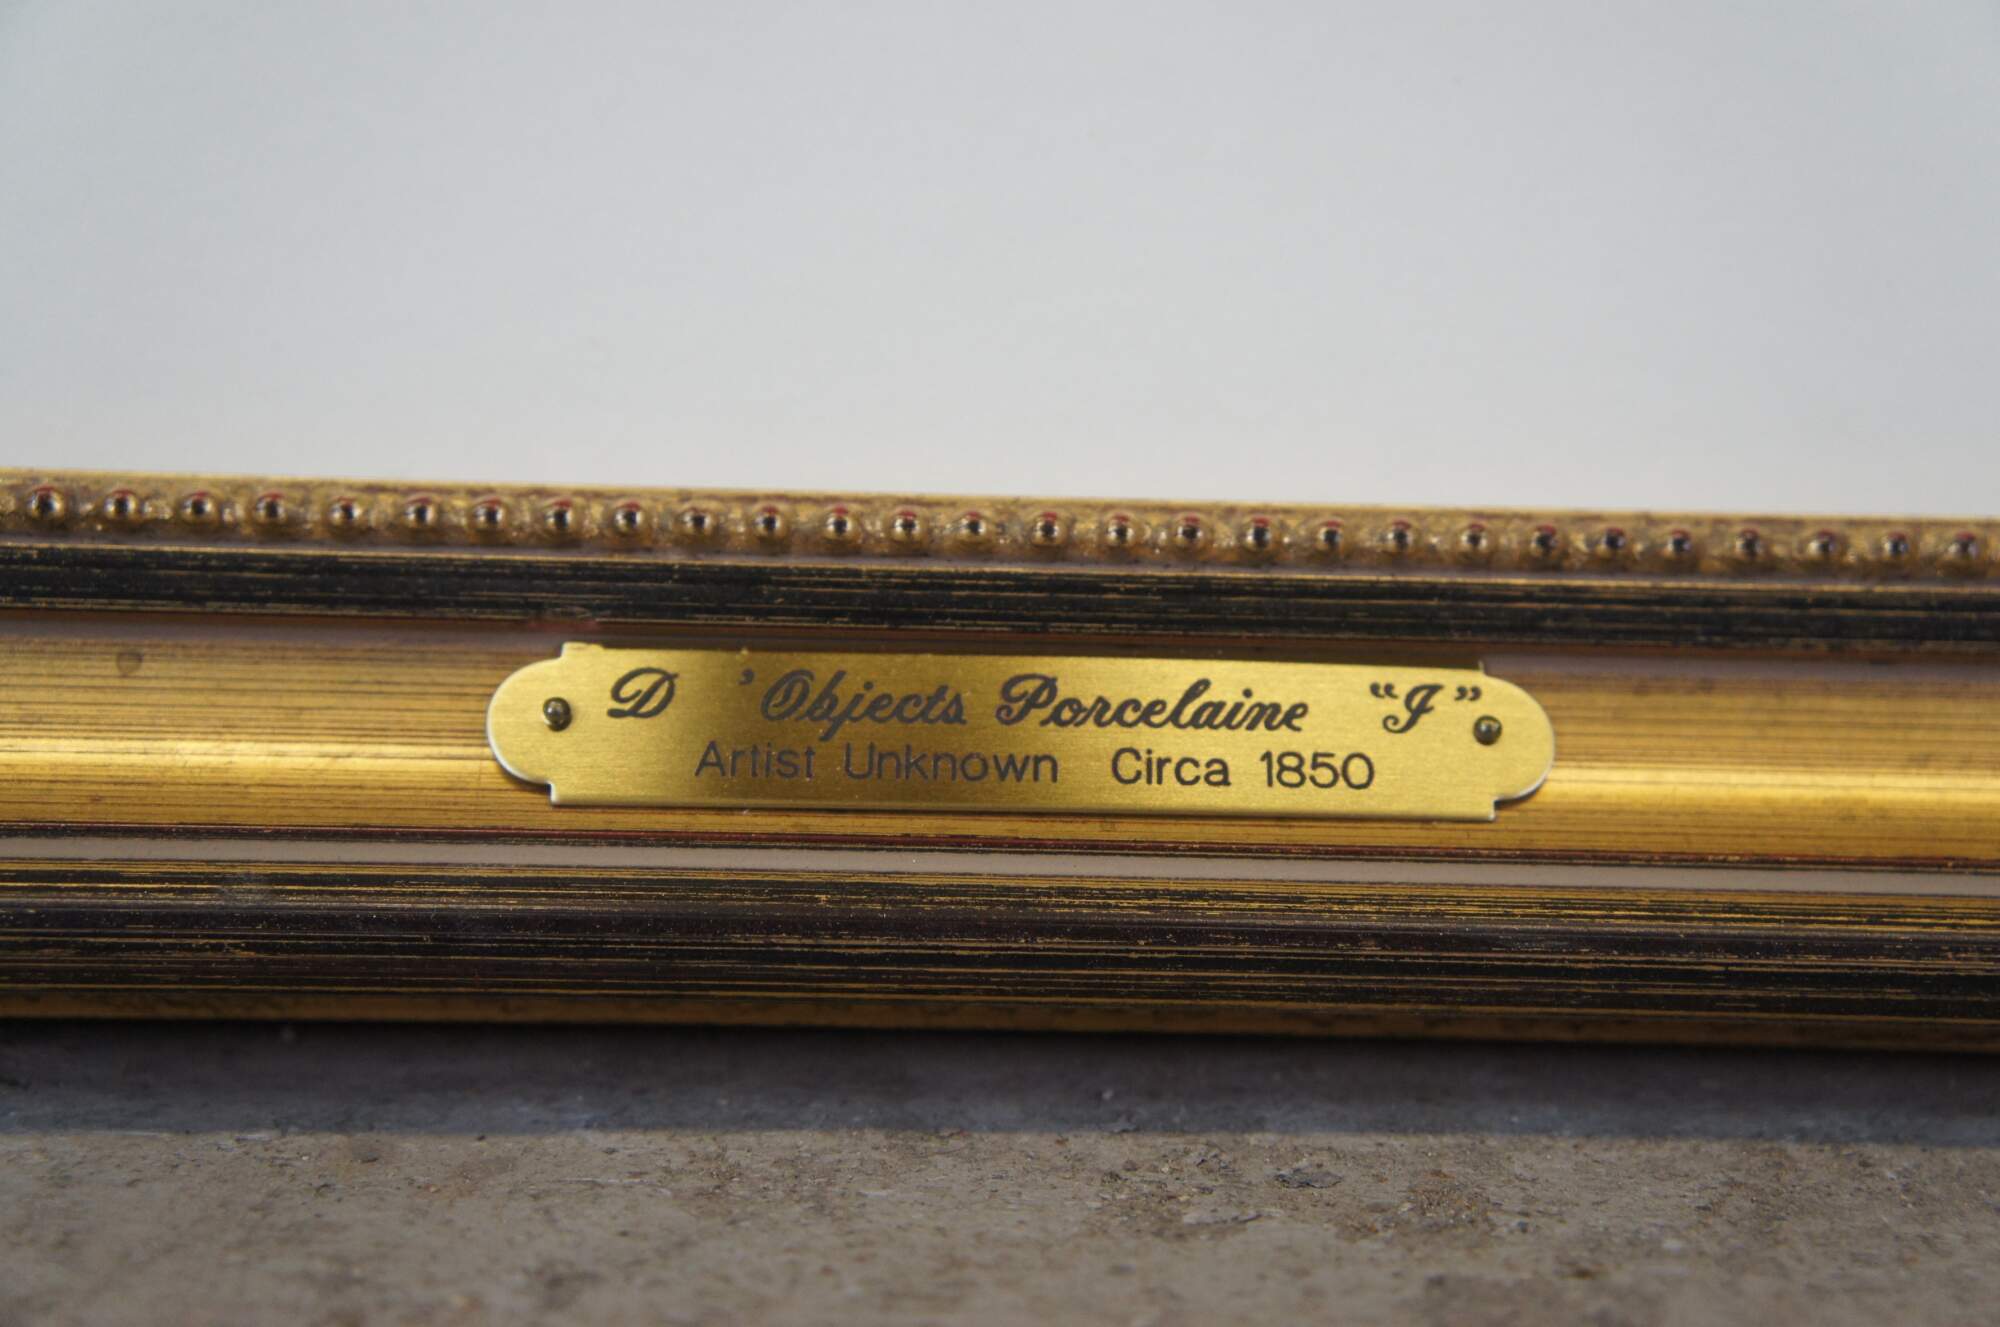 D 'Objects Porcelaine “I”
Artist Unknown Circa 1850